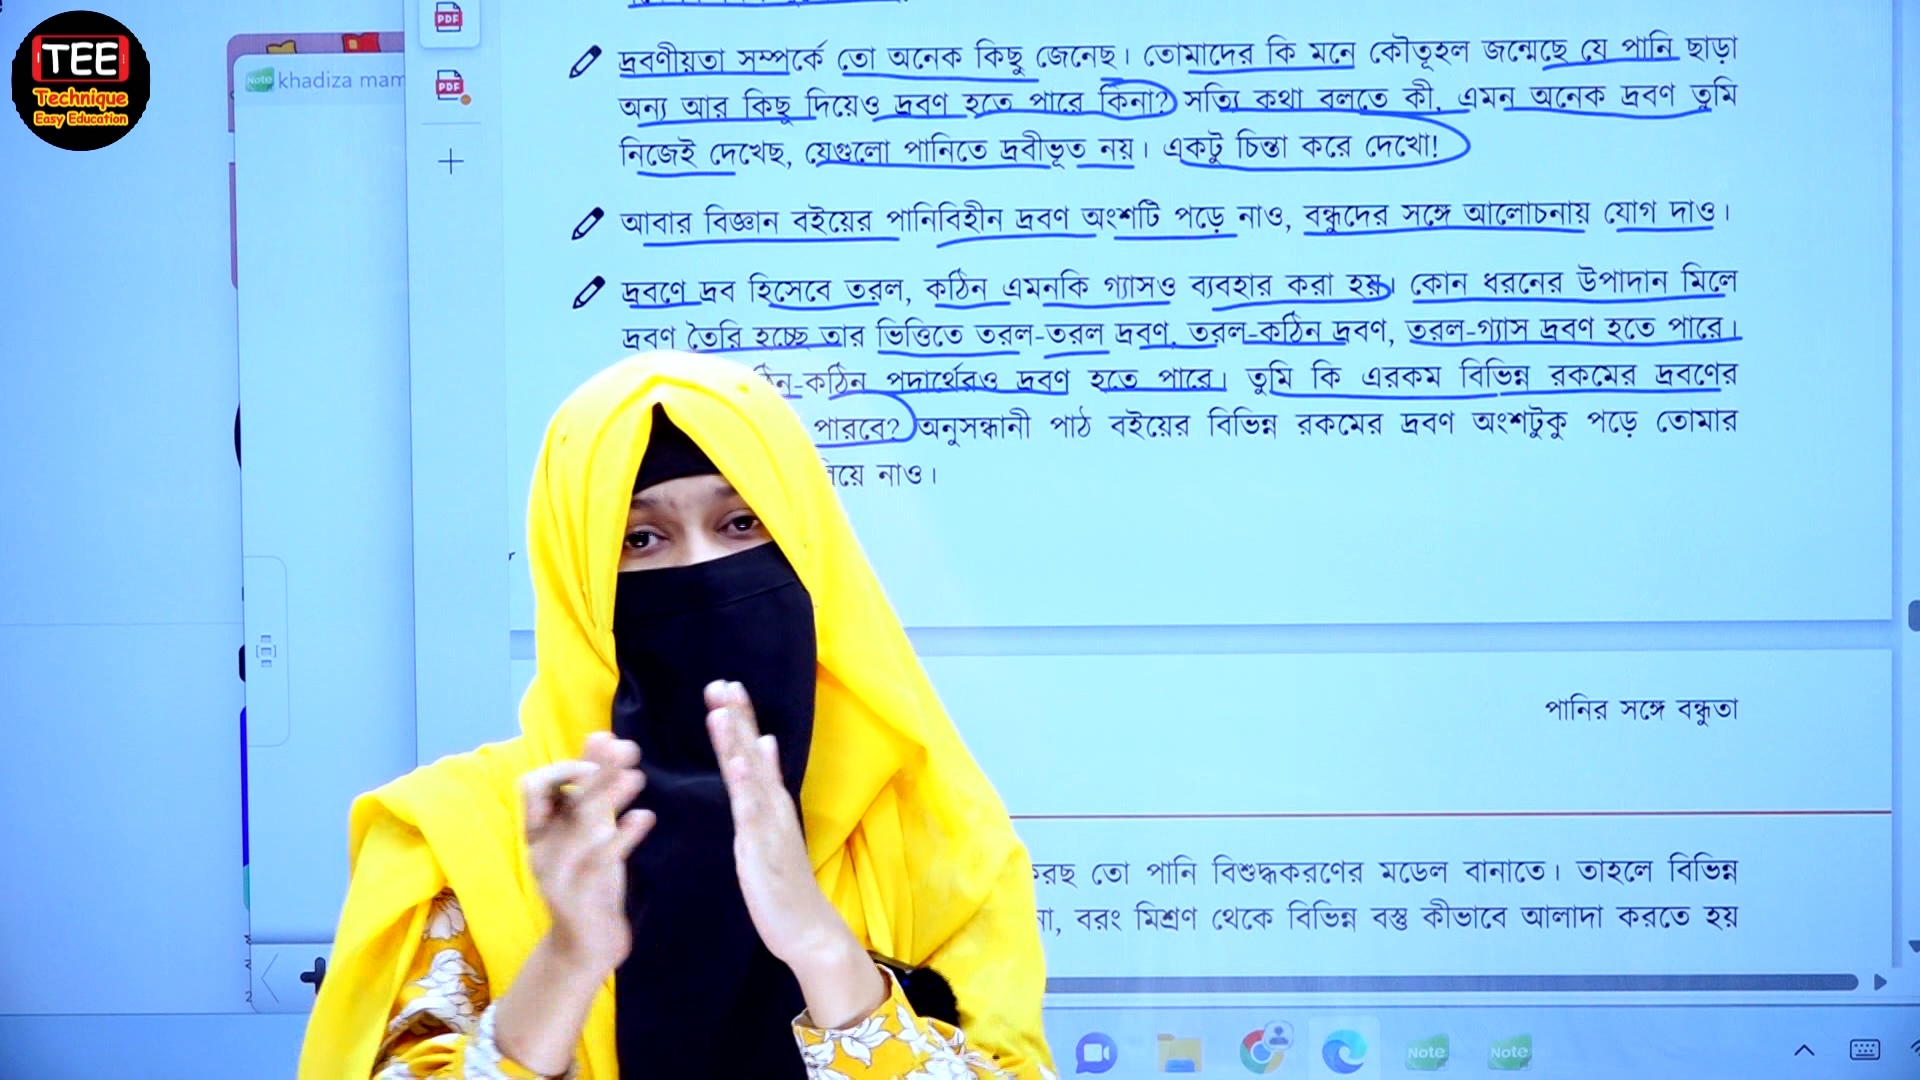 TEE
Technique
Easy Education
Note khadiza mam
PDF
PDF
দ্রবণীয়তা সম্পর্কে তো অনেক কিছু জেনেছ। তোমাদের কি মনে কৌতূহল জন্মেছে যে পানি ছাড়া
অন্য আর কিছু দিয়েও দ্রবণ হতে পারে কিনা? সত্যি কথা বলতে কী, এমন অনেক দ্রবণ তুমি
নিজেই দেখেছ, যেগুলো পানিতে দ্রবীভূত নয়। একটু চিন্তা করে দেখো!
আবার বিজ্ঞান বইয়ের পানিবিহীন দ্রবণ অংশটি পড়ে নাও, বন্ধুদের সঙ্গে আলোচনায় যোগ দাও।
দ্রবণে দ্রব হিসেবে তরল, কঠিন এমনকি গ্যাসও ব্যবহার করা হয়। কোন ধরনের উপাদান মিলে
দ্রবণ তৈরি হচ্ছে তার ভিত্তিতে তরল-তরল দ্রবণ, তরল-কঠিন দ্রবণ, তরল-গ্যাস দ্রবণ হতে পারে।
-কঠিন পদার্থেরও দ্রবণ হতে পারে। তুমি কি এরকম বিভিন্ন রকমের দ্রবণের
পারবে? অনুসন্ধানী পাঠ বইয়ের বিভিন্ন রকমের দ্রবণ অংশটুকু পড়ে তোমার
নাও।
পানির সঙ্গে বন্ধুতা
তো পানি বিশুদ্ধকরণের মডেল বানাতে। তাহলে বিভিন্ন
বরং মিশ্রণ থেকে বিভিন্ন বস্তু কীভাবে আলাদা করতে হয়
Note Note